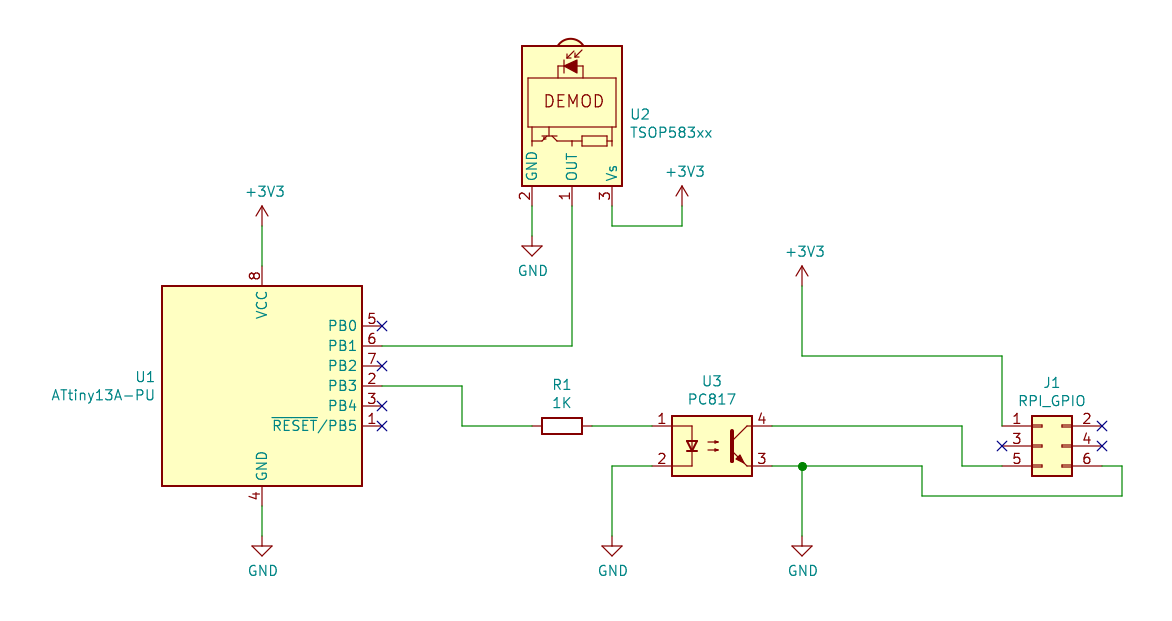 DEMOD
U2
TSOP583xx
GND
OUT
Vs
2
1
3
+3V3
GND
+3V3
8
VCC
U1
ATtiny13A-PU
PB0 5
PB1 6
PB2 7
PB3 2
PB4 3
RESET/PB5 1
GND
4
GND
R1
1K
U3
PC817
1
2
4
3
GND
GND
+3V3
J1
RPI_GPIO
1 2
3 4
5 6